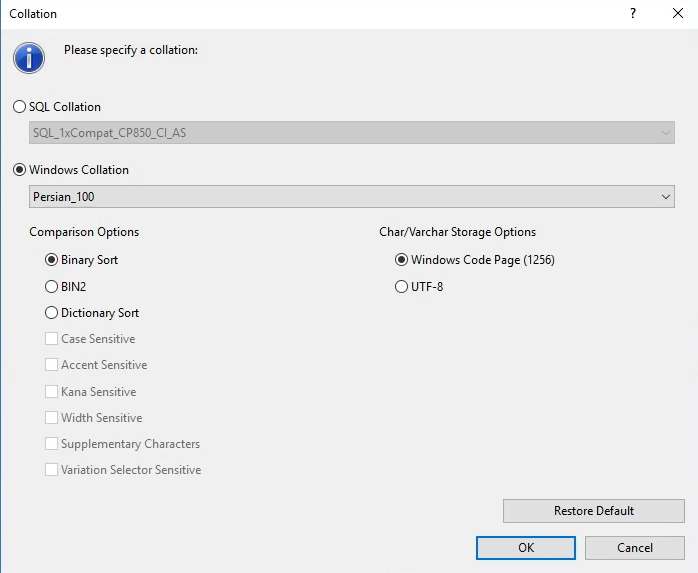 Collation
?
Please specify a collation:
SQL Collation
SQL_1xCompat_CP850_CI_AS
Windows Collation
Persian_100
Comparison Options
Char/Varchar Storage Options
Binary Sort
Windows Code Page (1256)
BIN2
UTF-8
Dictionary Sort
Case Sensitive
Accent Sensitive
Kana Sensitive
Width Sensitive
Supplementary Characters
Variation Selector Sensitive
Restore Default
OK
Cancel